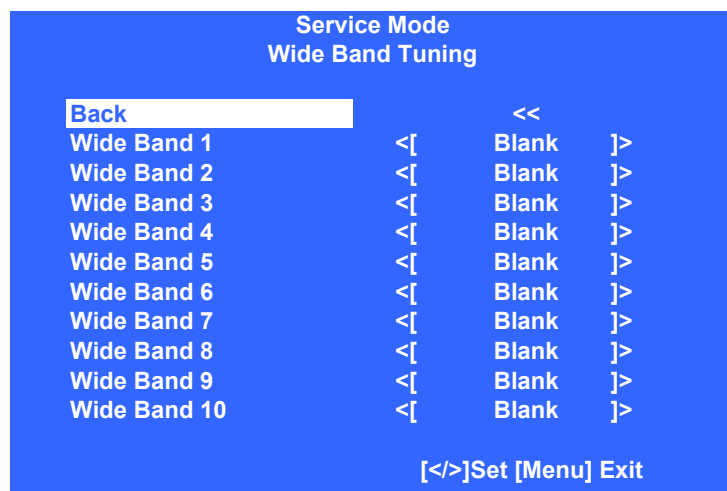 Service Mode
Wide Band Tuning
Back <<
Wide Band 1 <[ Blank ]>
Wide Band 2 <[ Blank ]>
Wide Band 3 <[ Blank ]>
Wide Band 4 <[ Blank ]>
Wide Band 5 <[ Blank ]>
Wide Band 6 <[ Blank ]>
Wide Band 7 <[ Blank ]>
Wide Band 8 <[ Blank ]>
Wide Band 9 <[ Blank ]>
Wide Band 10 <[ Blank ]>
[</>]Set [Menu] Exit